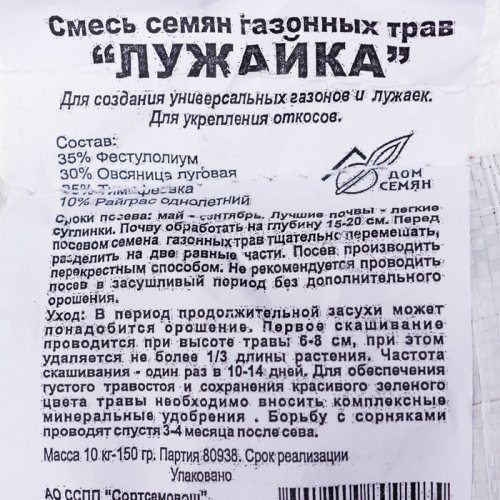 Смесь семян газонных трав
“ЛУЖАЙКА”
Для создания универсальных газонов и лужаек.
Для укрепления откосов.
Состав:
35% Фестулолиум
30% Овсяница луговая
25% Тимофеевка
10% Райграс однолетний
ДОМ
СЕМЯН
Сроки посева: май - сентябрь. Лучшие почвы - легкие
суглинки. Почву обработать на глубину 15-20 см. Перед
посевом семена газонных трав тщательно перемешать,
разделить на две равные части. Посев производить
перекрестным способом. Не рекомендуется проводить
посев в засушливый период без дополнительного
орошения.
Уход: В период продолжительной засухи может
понадобится орошение. Первое скашивание
проводится при высоте травы 6-8 см, при этом
удаляется не более 1/3 длины растения. Частота
скашивания - один раз в 10-14 дней. Для обеспечения
густого травостоя и сохранения красивого зеленого
цвета травы необходимо вносить комплексные
минеральные удобрения . Борьбу с сорняками
проводят спустя 3-4 месяца после сева.
Масса 10 кг-150 гр. Партия 80938. Срок реализации
Упаковано
АО ССПП "Сортсемовощ"